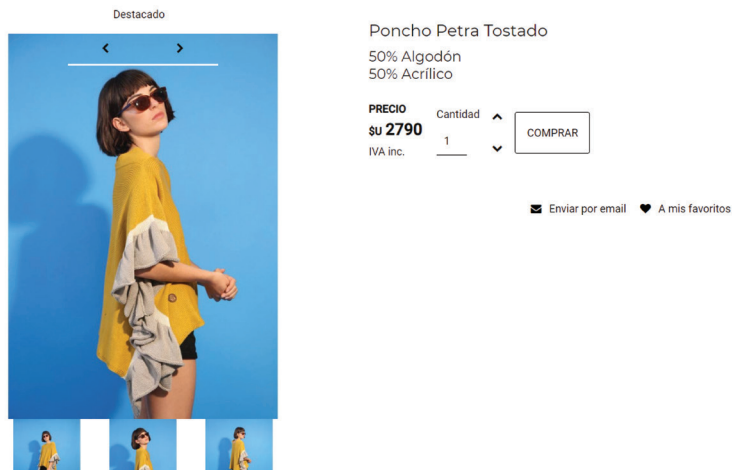 Destacado
Poncho Petra Tostado
50% Algodón
50% Acrílico
PRECIO
$U 2790
IVA inc.
Cantidad
1
COMPRAR
Enviar por email
A mis favoritos